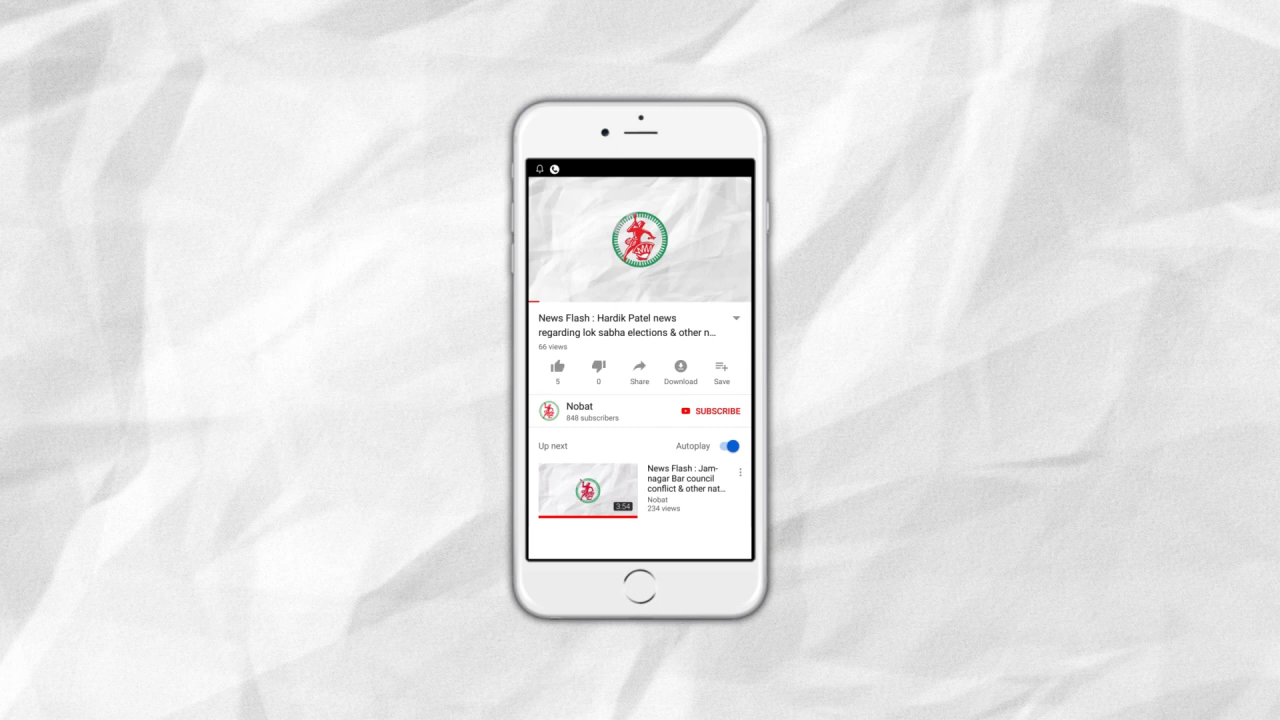 News Flash : Hardik Patel news
regarding lok sabha elections & other n...
66 views
5
0
Share
Download
Save
Nobat
848 subscribers
SUBSCRIBE
Up next
Autoplay
News Flash : Jam-
nagar Bar council
conflict & other nat...
Nobat
234 views
3:54